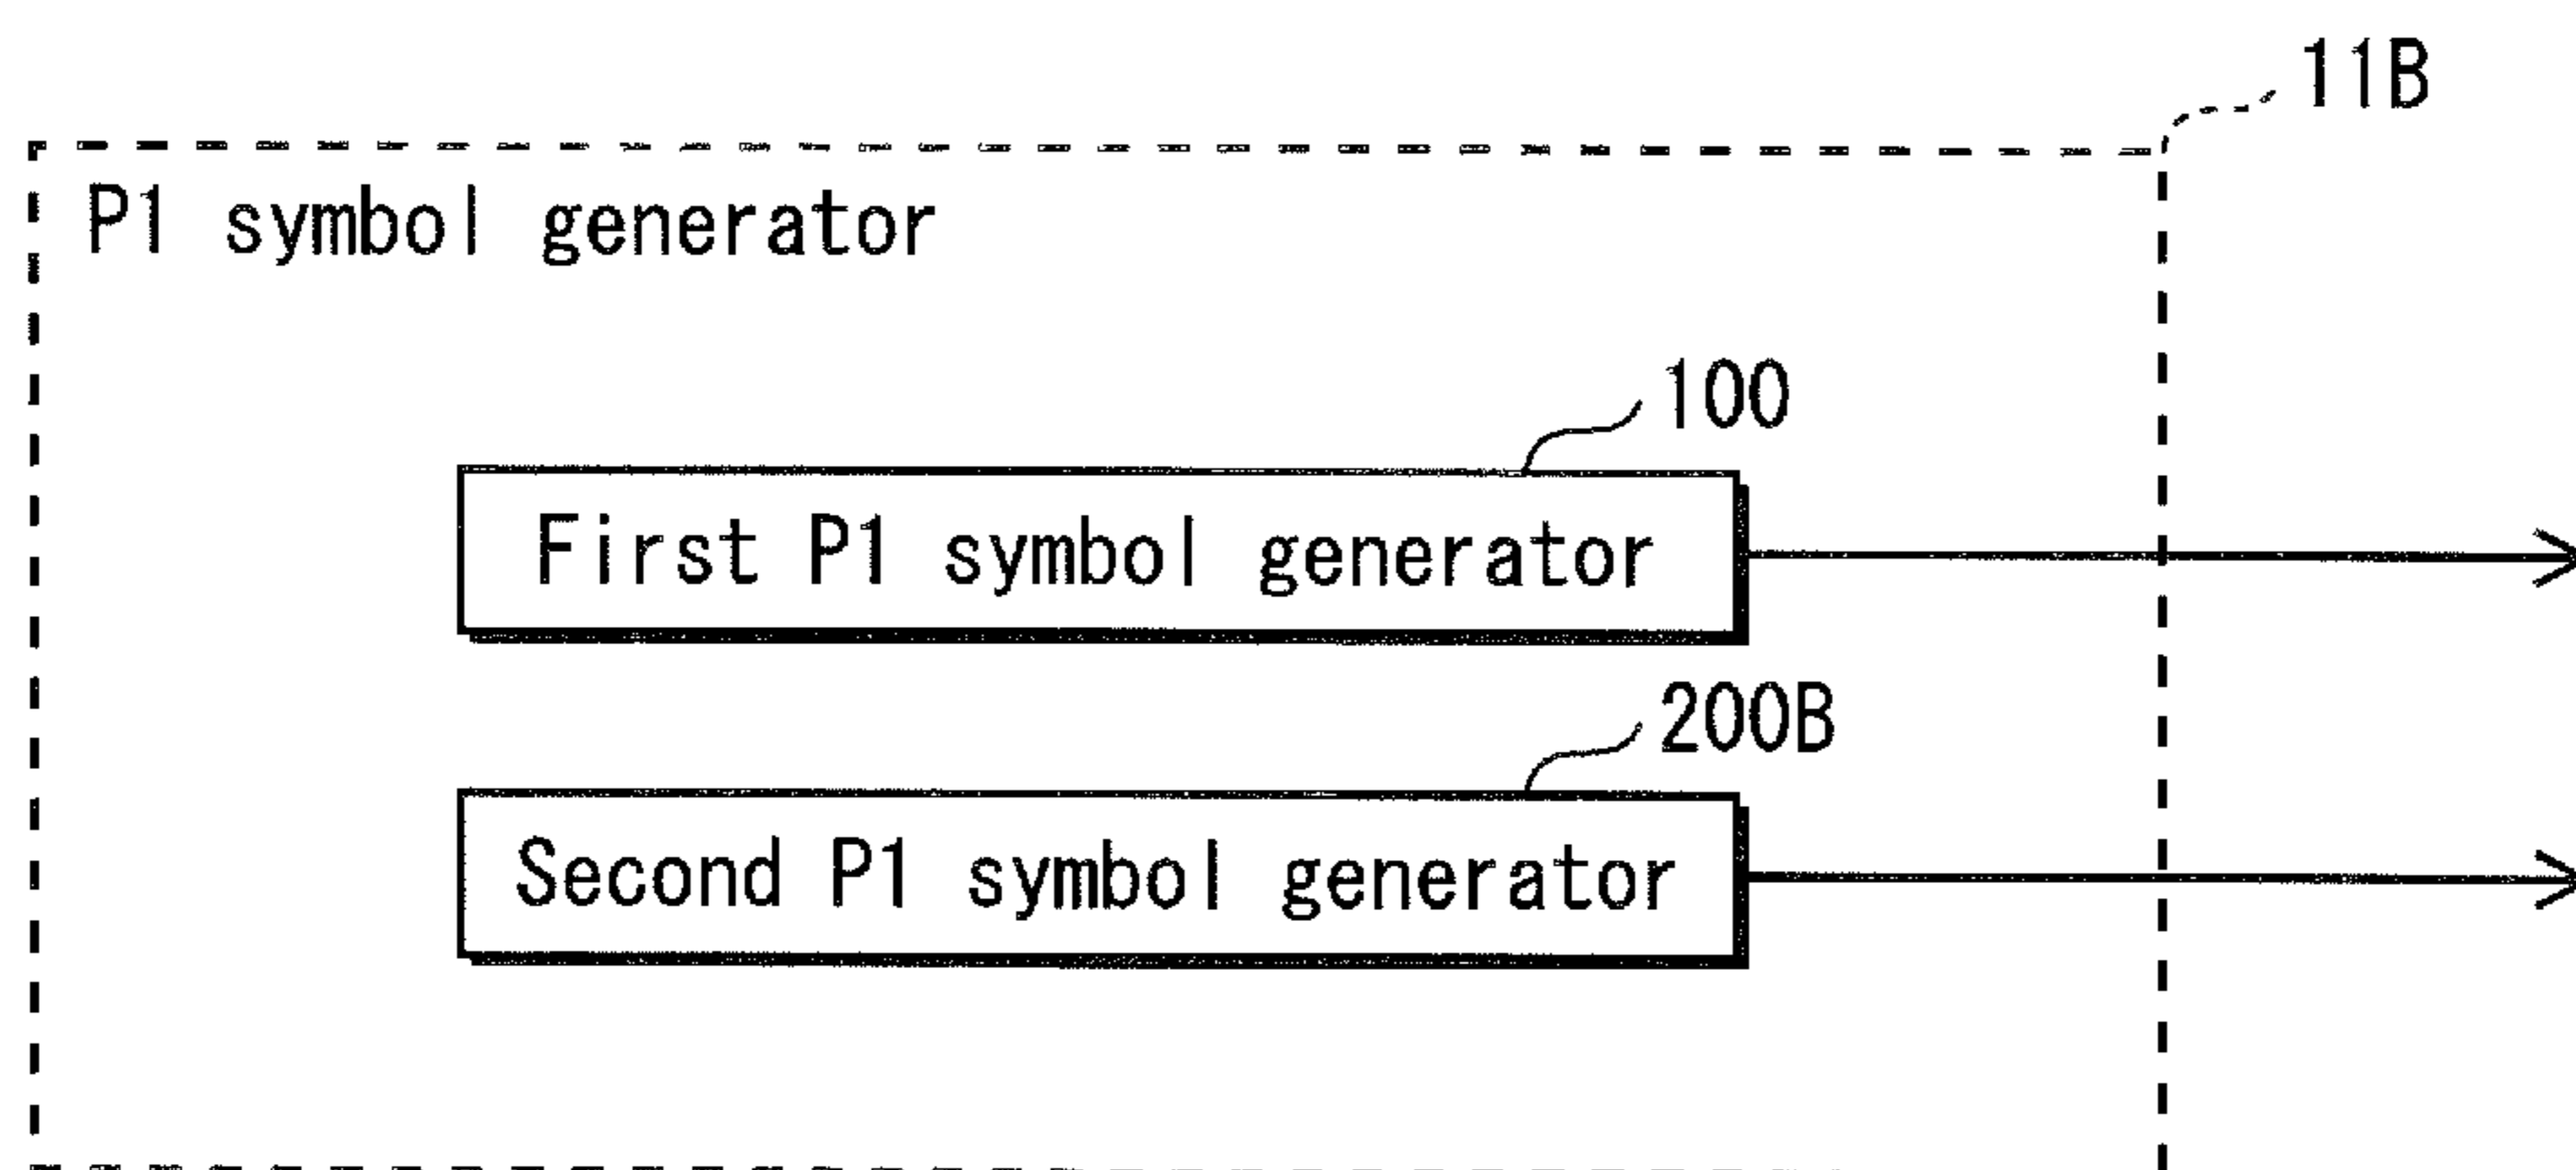 11B
P1 symbol generator
100
First P1 symbol generator
200B
Second P1 symbol generator